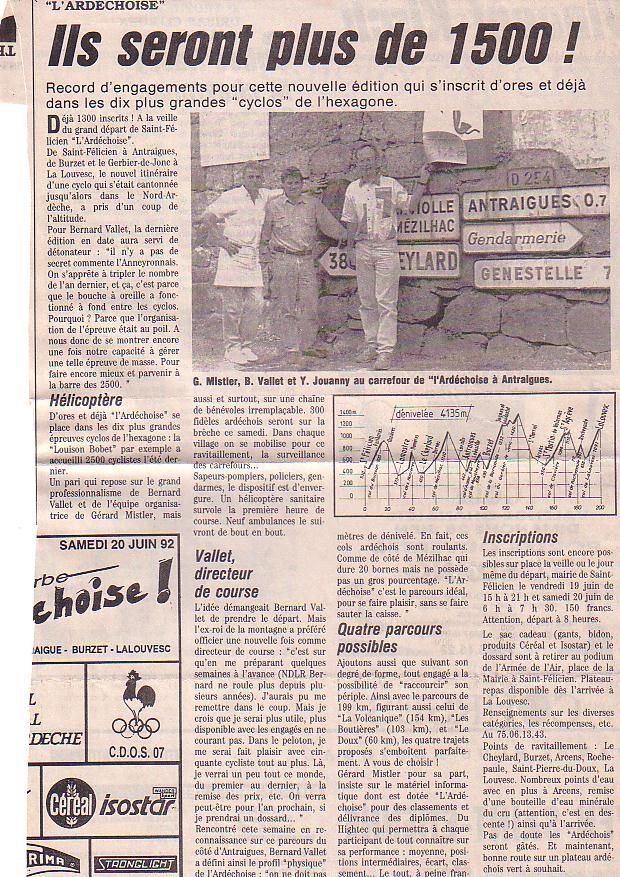 "L'ARDECHOISE"
Ils seront plus de 1500 !
Record d'engagements pour cette nouvelle édition qui s'inscrit d'ores et déjà
dans les dix plus grandes "cyclos" de l'hexagone.
Déjà 1300 inscrits ! A la veille
du grand départ de Saint-Fé-
licien "L'Ardéchoise".
De Saint-Félicien à Antraigues,
de Burzet et le Gerbier-de-Jonc à
La Louvesc, le nouvel itinéraire
d'une cyclo qui s'était cantonnée
jusqu'alors dans le Nord-Ar-
dèche, a pris d'un coup de
l'altitude.
Pour Bernard Vallet, la dernière
édition en date aura servi de
détonateur : "il n'y a pas de
secret commente l'Anneyronnais.
On s'apprête à tripler le nombre
de l'an dernier, et ça, c'est parce
que le bouche à oreille a fonc-
tionné à fond entre les cyclos.
Pourquoi ? Parce que l'organisa-
tion de l'épreuve était au poil. A
nous donc de se montrer encore
une fois notre capacité à gérer
une telle épreuve de masse. Pour
faire encore mieux et parvenir à
la barre des 2500. "
D 254
ANTRAIGUES 0.7
MÉZILHAC
Gendarmerie
38
EYLARD
GENESTELLE 7
G. Mistler, B. Vallet et Y. Jouanny au carrefour de "l'Ardéchoise à Antraigues.
Hélicoptère
D'ores et déjà "l'Ardéchoise" se
place dans les dix plus grandes
épreuves cyclos de l'hexagone : la
"Louison Bobet" par exemple a
accueilli 2500 cyclistes l'été der-
nier.
Un pari qui repose sur le grand
professionnalisme de Bernard
Vallet et de l'équipe organisa-
trice de Gérard Mistler, mais
aussi et surtout, sur une chaîne
de bénévoles irremplaçable. 300
fidèles ardéchois seront sur la
brèche ce samedi. Dans chaque
village on se mobilise pour ce
ravitaillement, la surveillance
des carrefours...
Sapeurs-pompiers, policiers, gen-
darmes, le dispositif est d'enver-
gure. Un hélicoptère sanitaire
survole la première heure de
course. Neuf ambulances le sui-
vront de bout en bout.
dénivelée 4135m
1400m
1200
1000
800
600
400
0 20 40 60 80 100 120 140 160 180 200
Vallet,
directeur
de course
L'idée démangeait Bernard Val-
let de prendre le départ. Mais
l'ex-roi de la montagne a préféré
officier une nouvelle fois comme
directeur de course : "c'est sur
qu'en me préparant quelques
semaines à l'avance (NDLR Ber-
nard ne roule plus depuis plu-
sieurs années). J'aurais pu me
remettre dans le coup. Mais je
crois que je serai plus utile, plus
disponible avec les engagés en ne
courant pas. Dans le peloton, je
me serai fait plaisir avec cin-
quante cycliste tout au plus. Là,
je verrai un peu tout ce monde,
du premier au dernier, à la
remise des prix, etc. On verra
peut-être pour l'an prochain, si
je prendrai un dossard... "
Rencontré cette semaine en re-
connaissance sur ce parcours du
côté d'Antraigues, Bernard Vallet
a défini ainsi le profil "physique"
de l'Ardéchoise : "on ne doit pas
mètres de dénivelé. En fait, ces
cols ardéchois sont roulants.
Comme de côté de Mézilhac qui
dure 20 bornes mais ne possède
pas un gros pourcentage. "L'Ar-
déchoise" c'est le parcours idéal,
pour se faire plaisir, sans se faire
sauter la caisse. "
Quatre parcours
possibles
Ajoutons aussi que suivant son
degré de forme, tout engagé a la
possibilité de "raccourcir" son
périple. Ainsi avec le parcours de
199 km, figurant aussi celui de
"La Volcanique" (154 km), "Les
Boutières" (103 km), et "Le
Doux" (60 km), les quatre trajets
proposés s'emboîtent parfaite-
ment. A vous de choisir !
Gérard Mistler pour sa part,
insiste sur le matériel informa-
tique dont est dotée "L'Ardé-
choise" pour des classements et
délivrance des diplômes. Du
Hightec qui permettra à chaque
participant de tout connaître sur
sa performance : moyenne, posi-
tions intermédiaires, écart, clas-
sement... Le tout, à peine fran-
Inscriptions
Les inscriptions sont encore pos-
sibles sur place la veille ou le jour
même du départ, mairie de Saint-
Félicien le vendredi 19 juin de
15 h à 21 h et samedi 20 juin de
6 h à 7 h 30. 150 francs.
Attention, départ à 8 heures.
Le sac cadeau (gants, bidon,
produits Céréal et Isostar) et le
dossard sont à retirer au podium
de l'Armée de l'Air, place de la
Mairie à Saint-Félicien. Plateau-
repas disponible dès l'arrivée à
La Louvesc.
Renseignements sur les diverses
catégories, les récompenses, etc.
Au 75.06.13.43.
Points de ravitaillement : Le
Cheylard, Burzet, Arcens, Roche-
paule, Saint-Pierre-du-Doux, La
Louvesc. Nombreux points d'eau
avec en plus à Arcens, remise
d'une bouteille d'eau minérale
du cru (attention, c'est en des-
cente !) ainsi qu'à l'arrivée.
Pas de doute les "Ardéchois"
seront gâtés. Et maintenant,
bonne route sur un plateau ardé-
chois vert à souhait.
SAMEDI 20 JUIN 92
choise !
AIGUE - BURZET - LALOUVESC
DECHE
C.D.O.S. 07
Céréal
isostar
WANDER
RIMA
STRONGLIGHT